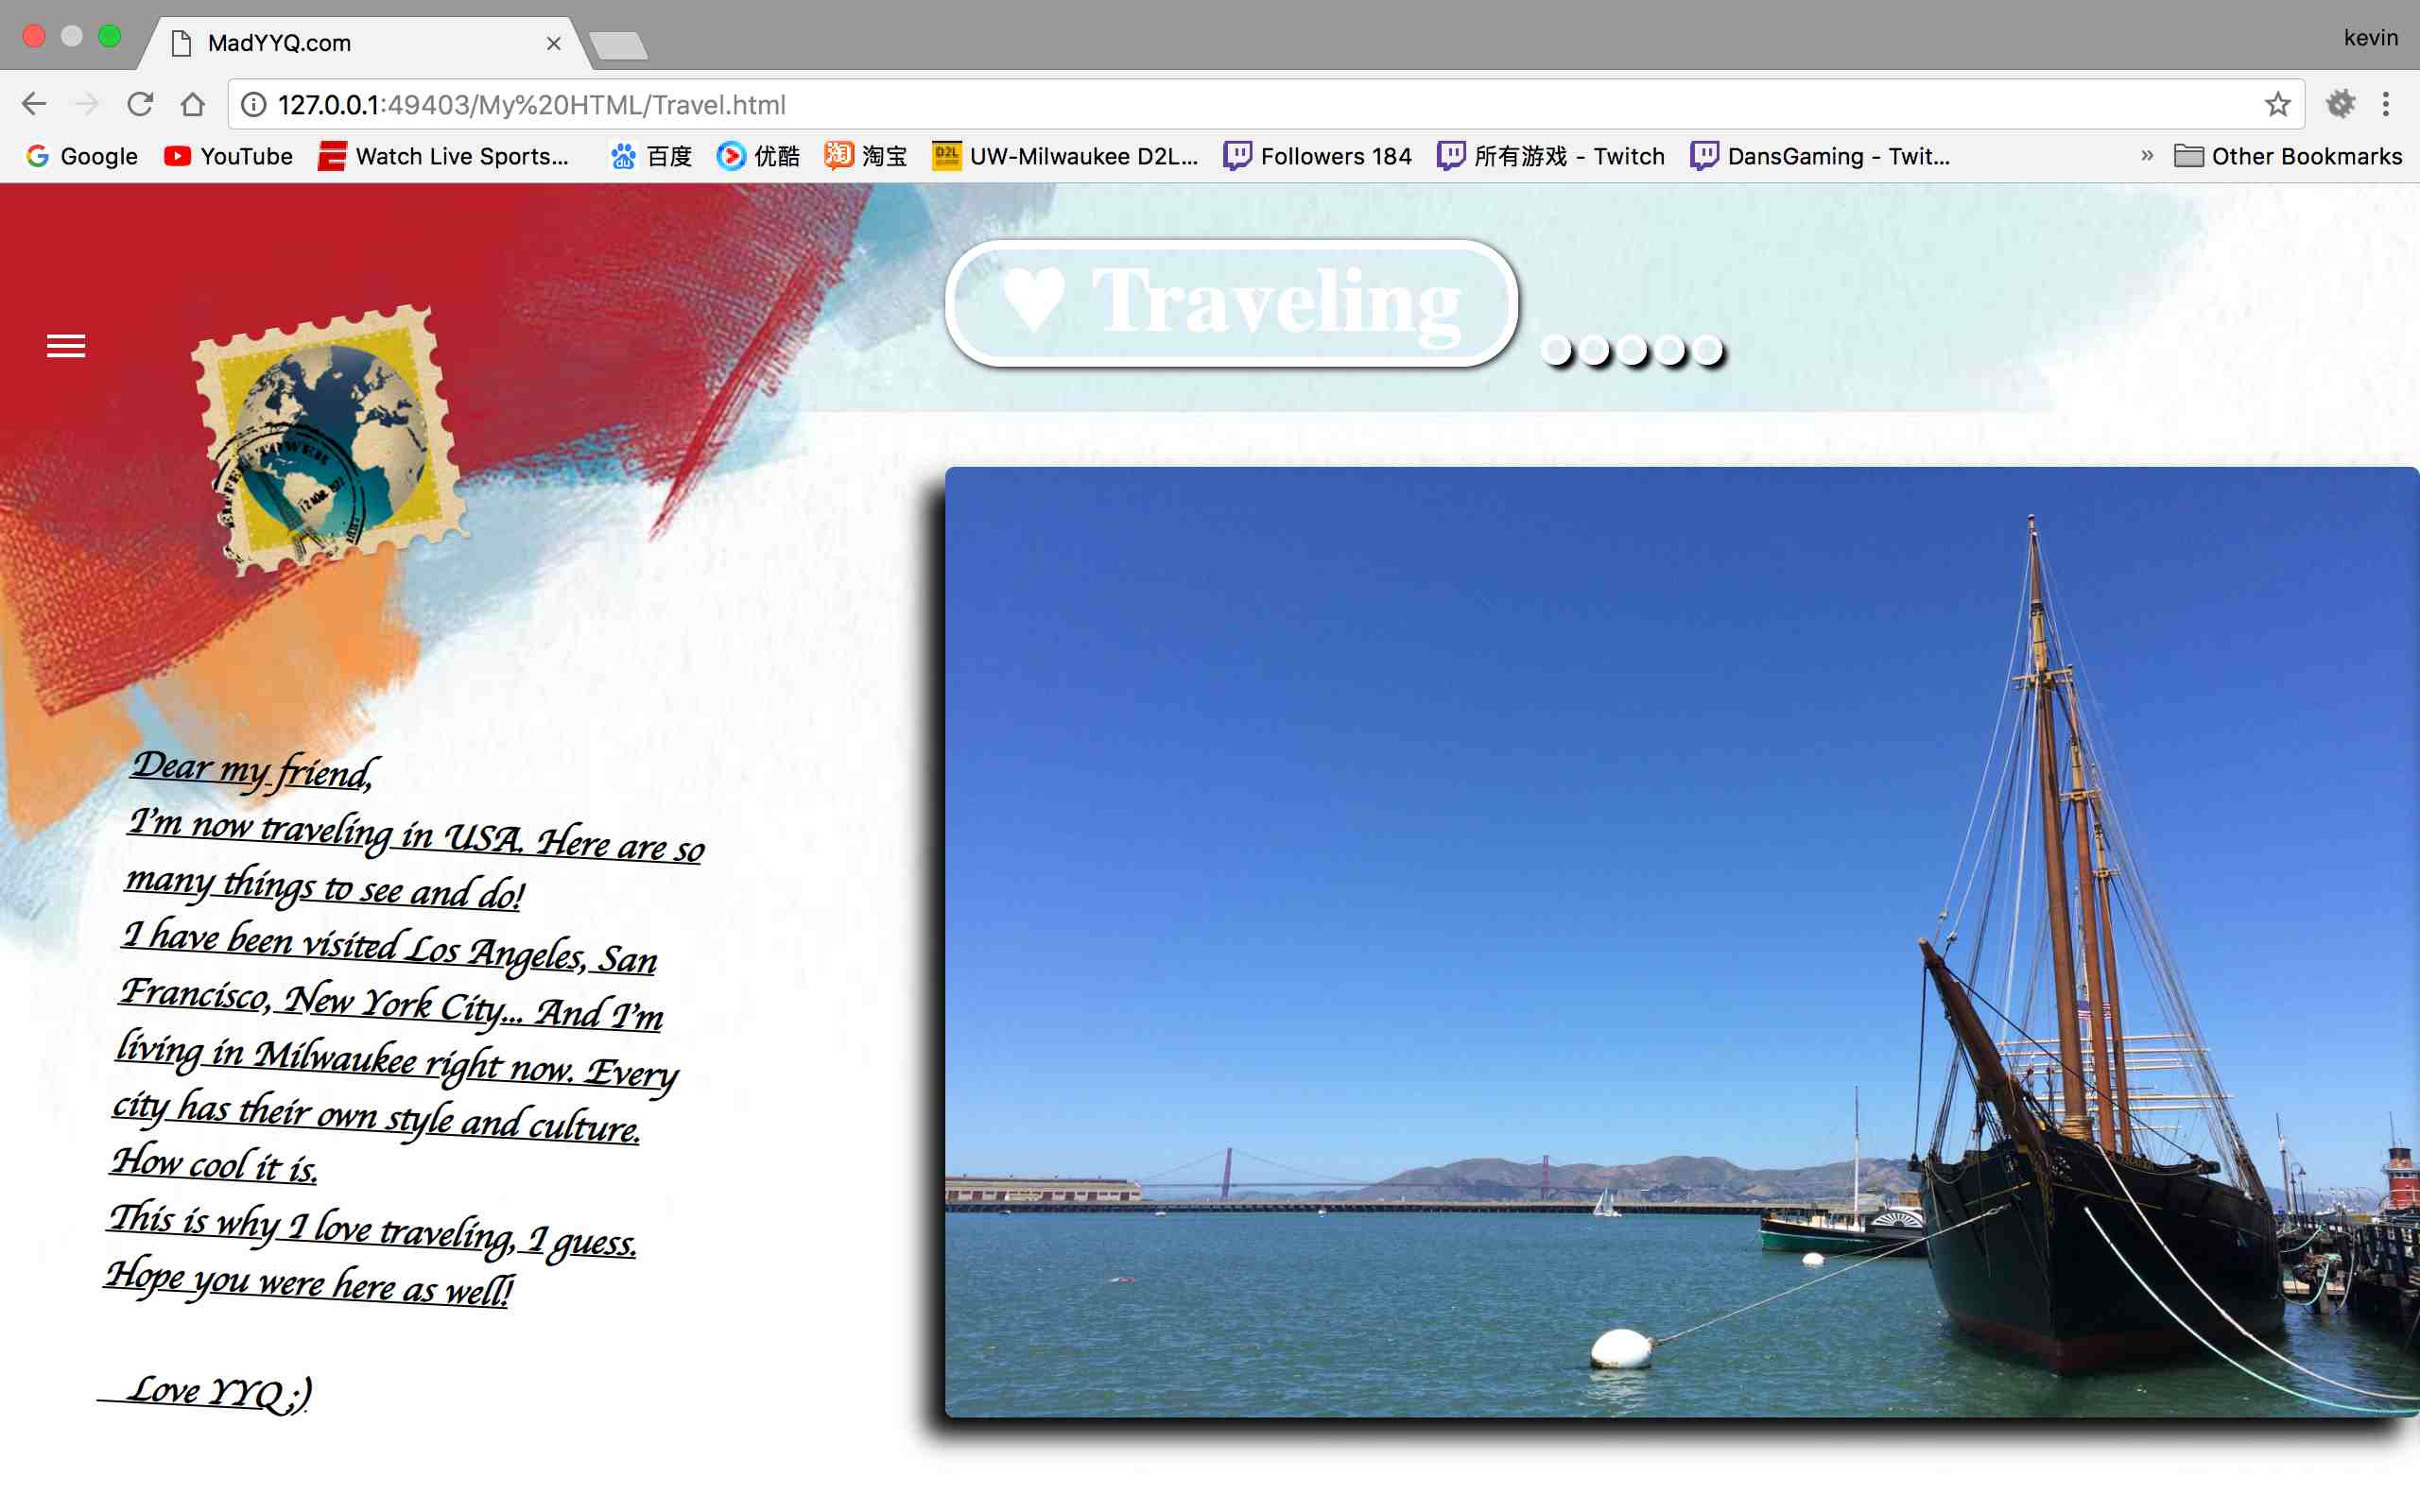 MadYYQ.com
kevin
127.0.0.1:49403/My%20HTML/Travel.html
Google YouTube Watch Live Sports... 百度 优酷 淘宝 UW-Milwaukee D2L... Followers 184 所有游戏 - Twitch DansGaming - Twit... » Other Bookmarks
♥ Traveling
Dear my friend,
I'm now traveling in USA. Here are so
many things to see and do!
I have been visited Los Angeles, San
Francisco, New York City... And I'm
living in Milwaukee right now. Every
city has their own style and culture.
How cool it is.
This is why I love traveling, I guess.
Hope you were here as well!
Love YYQ ;)